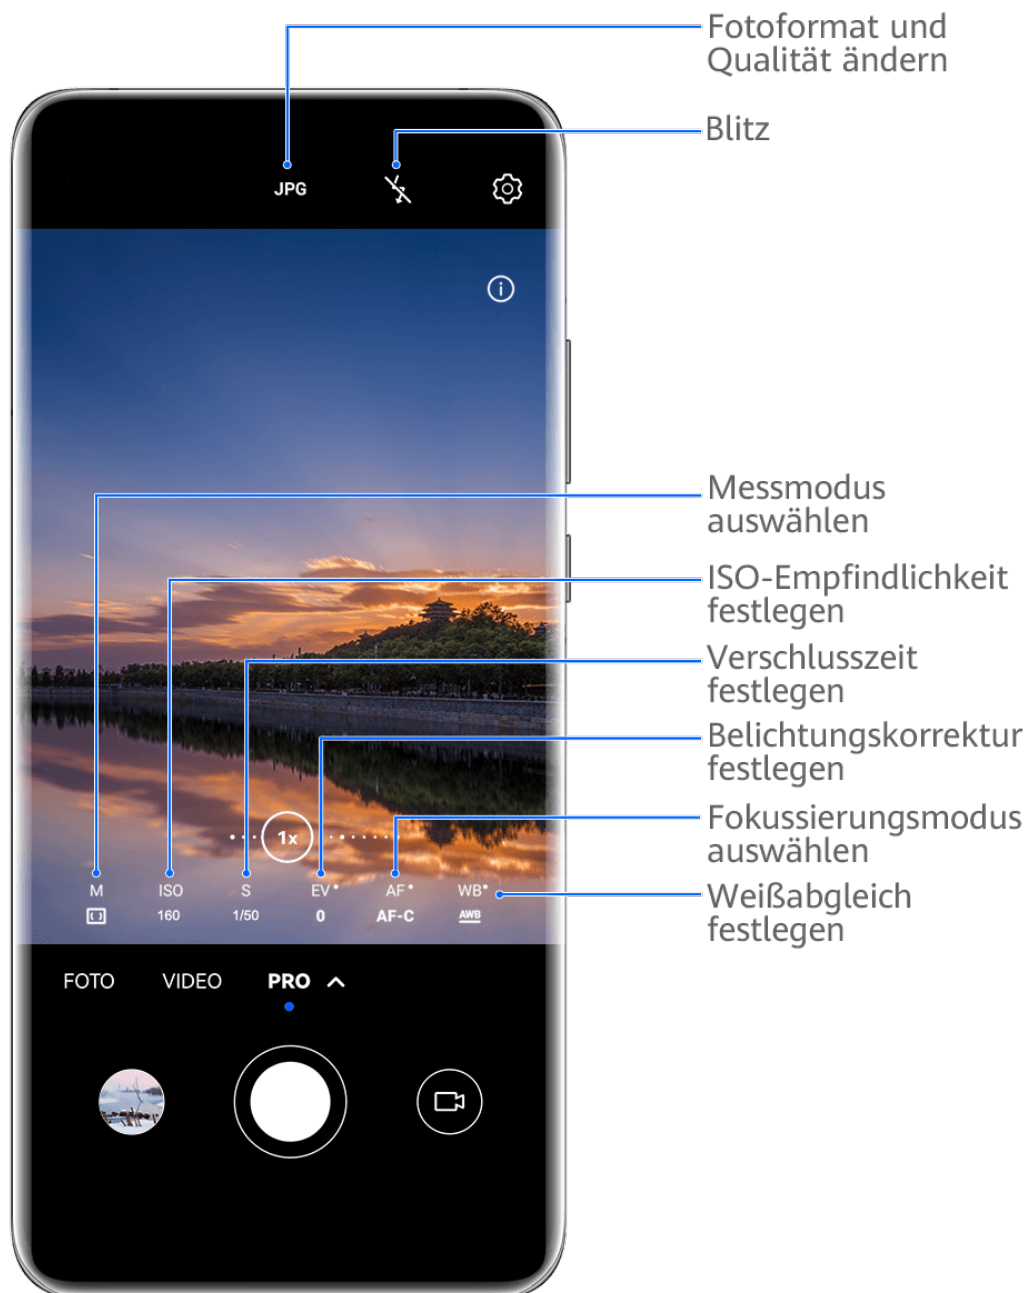 Fotoformat und
Qualität ändern
Blitz
JPG
Messmodus
auswählen
ISO-Empfindlichkeit
festlegen
Verschlusszeit
festlegen
Belichtungskorrektur
festlegen
Fokussierungsmodus
auswählen
Weißabgleich
festlegen
1x
M ISO S EV AF WB
160 1/50 0 AF-C AWB
FOTO VIDEO PRO